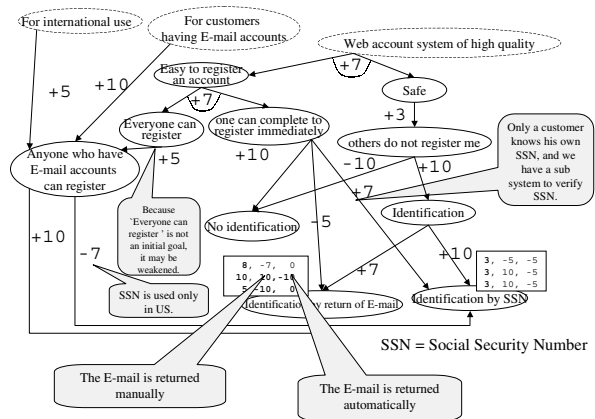 For international use
For customers
having E-mail accounts
Web account system of high quality
+7
Easy to register
an account
Safe
+5
+10
+7
+3
Everyone can
register
one can complete to
register immediately
others do not register me
Only a customer
knows his own
SSN, and we
have a sub
system to verify
SSN.
Anyone who have
E-mail accounts
can register
+5
+10
-10
+10
+7
Because
`Everyone can
register ' is not
an initial goal,
it may be
weakened.
No identification
-5
Identification
+10
-7
+7
+10
SSN is used only
in US.
8, -7, 0
10, 10,-10
5 -10, 0
3, -5, -5
3, 10, -5
3, 10, -5
Identification by return of E-mail
Identification by SSN
SSN = Social Security Number
The E-mail is returned
manually
The E-mail is returned
automatically